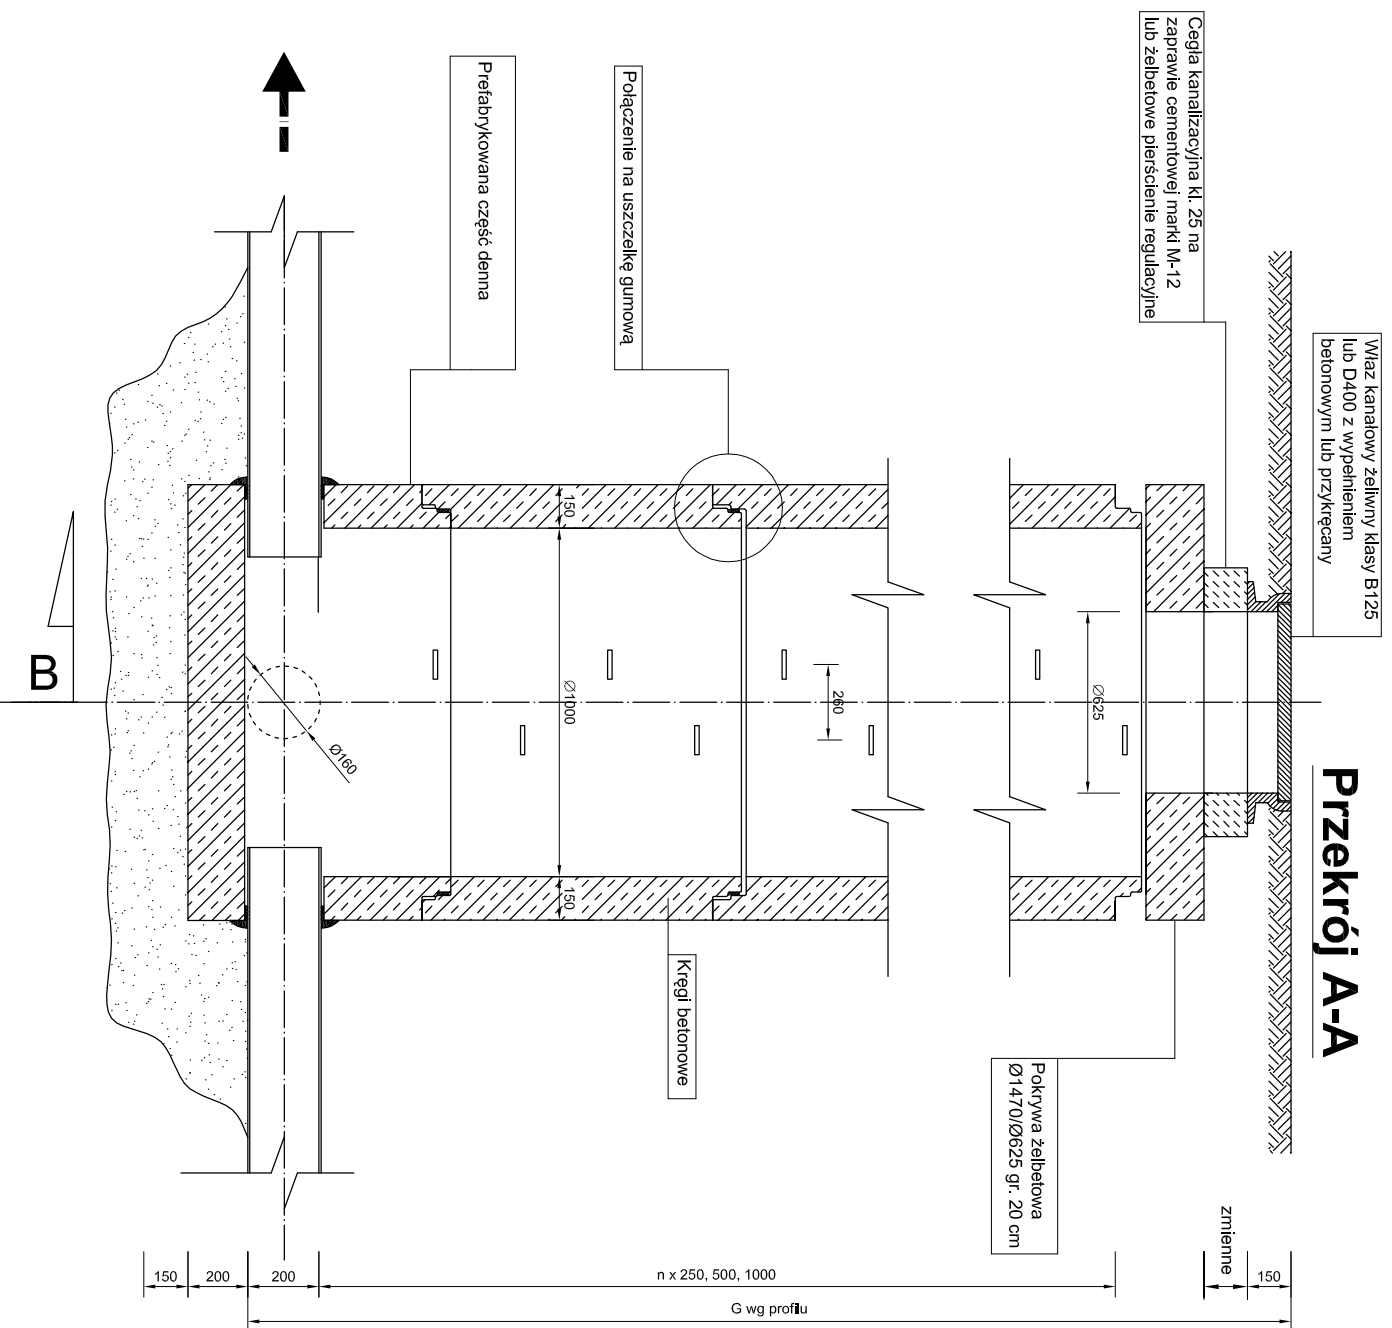 Przekrój A-A
Właz kanałowy żeliwny klasy B125
lub D400 z wypełnieniem
betonowym lub przykręcany
Cegła kanalizacyjna kl. 25 na
zaprawie cementowej marki M-12
lub żelbetowe pierścienie regulacyjne
Połączenie na uszczelkę gumową
Prefabrykowana część denna
Pokrywa żelbetowa
Ø1470/Ø625 gr. 20 cm
Kręgi betonowe
Ø625
260
150
Ø1000
150
Ø160
B
150
zmienne
n x 250, 500, 1000
200
200
150
G wg profilu